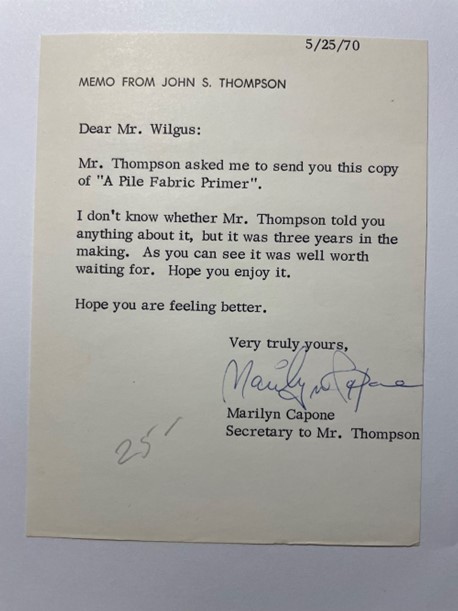 5/25/70
MEMO FROM JOHN S. THOMPSON
Dear Mr. Wilgus:
Mr. Thompson asked me to send you this copy
of "A Pile Fabric Primer".
I don't know whether Mr. Thompson told you
anything about it, but it was three years in the
making. As you can see it was well worth
waiting for. Hope you enjoy it.
Hope you are feeling better.
Very truly yours,
Marilyn Capone
Marilyn Capone
Secretary to Mr. Thompson
25